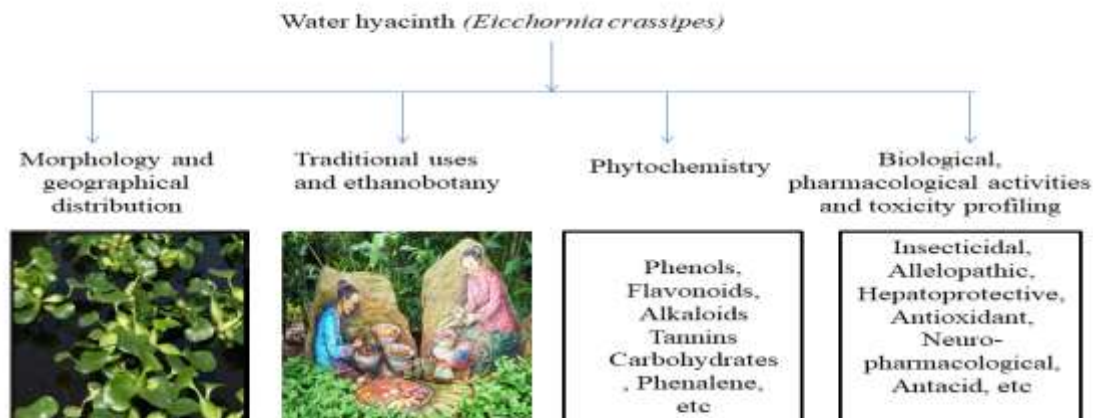 Water hyacinth (Eicchornia crassipes)
Morphology and
geographical
distribution
Traditional uses
and ethanobotany
Phytochemistry
Biological,
pharmacological activities
and toxicity profiling
Phenols,
Flavonoids,
Alkaloids
Tannins
Carbohydrates
, Phenalene,
etc
Insecticidal,
Allelopathic,
Hepatoprotective,
Antioxidant,
Neuro-
pharmacological,
Antacid, etc